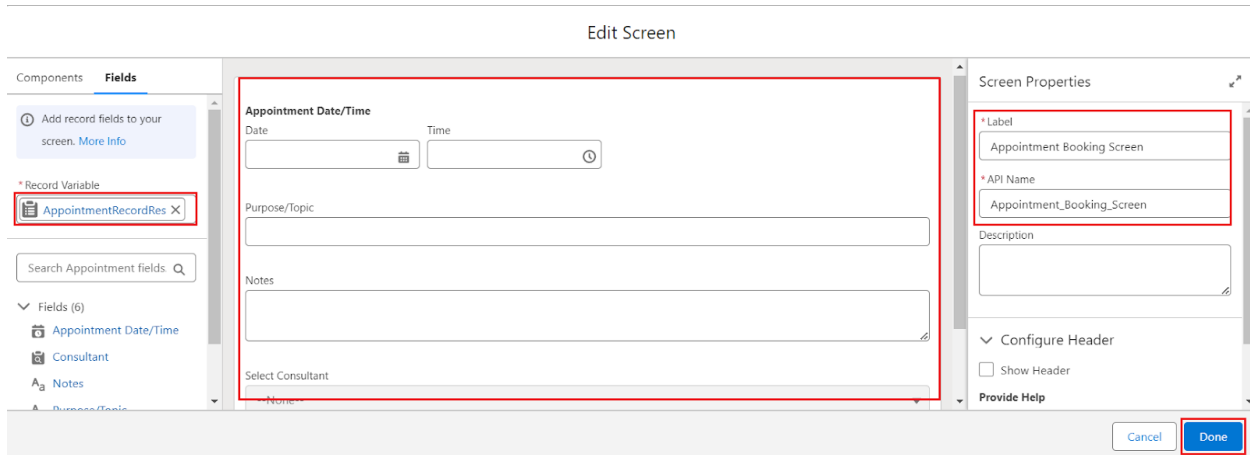 Edit Screen
Components Fields
Add record fields to your
screen. More Info
*Record Variable
AppointmentRecordRes
Search Appointment fields
Fields (6)
Appointment Date/Time
Consultant
Notes
Purpose/Topic
Appointment Date/Time
Date Time
Purpose/Topic
Notes
Select Consultant
--None--
Screen Properties
*Label
Appointment Booking Screen
*API Name
Appointment_Booking_Screen
Description
Configure Header
Show Header
Provide Help
Cancel Done